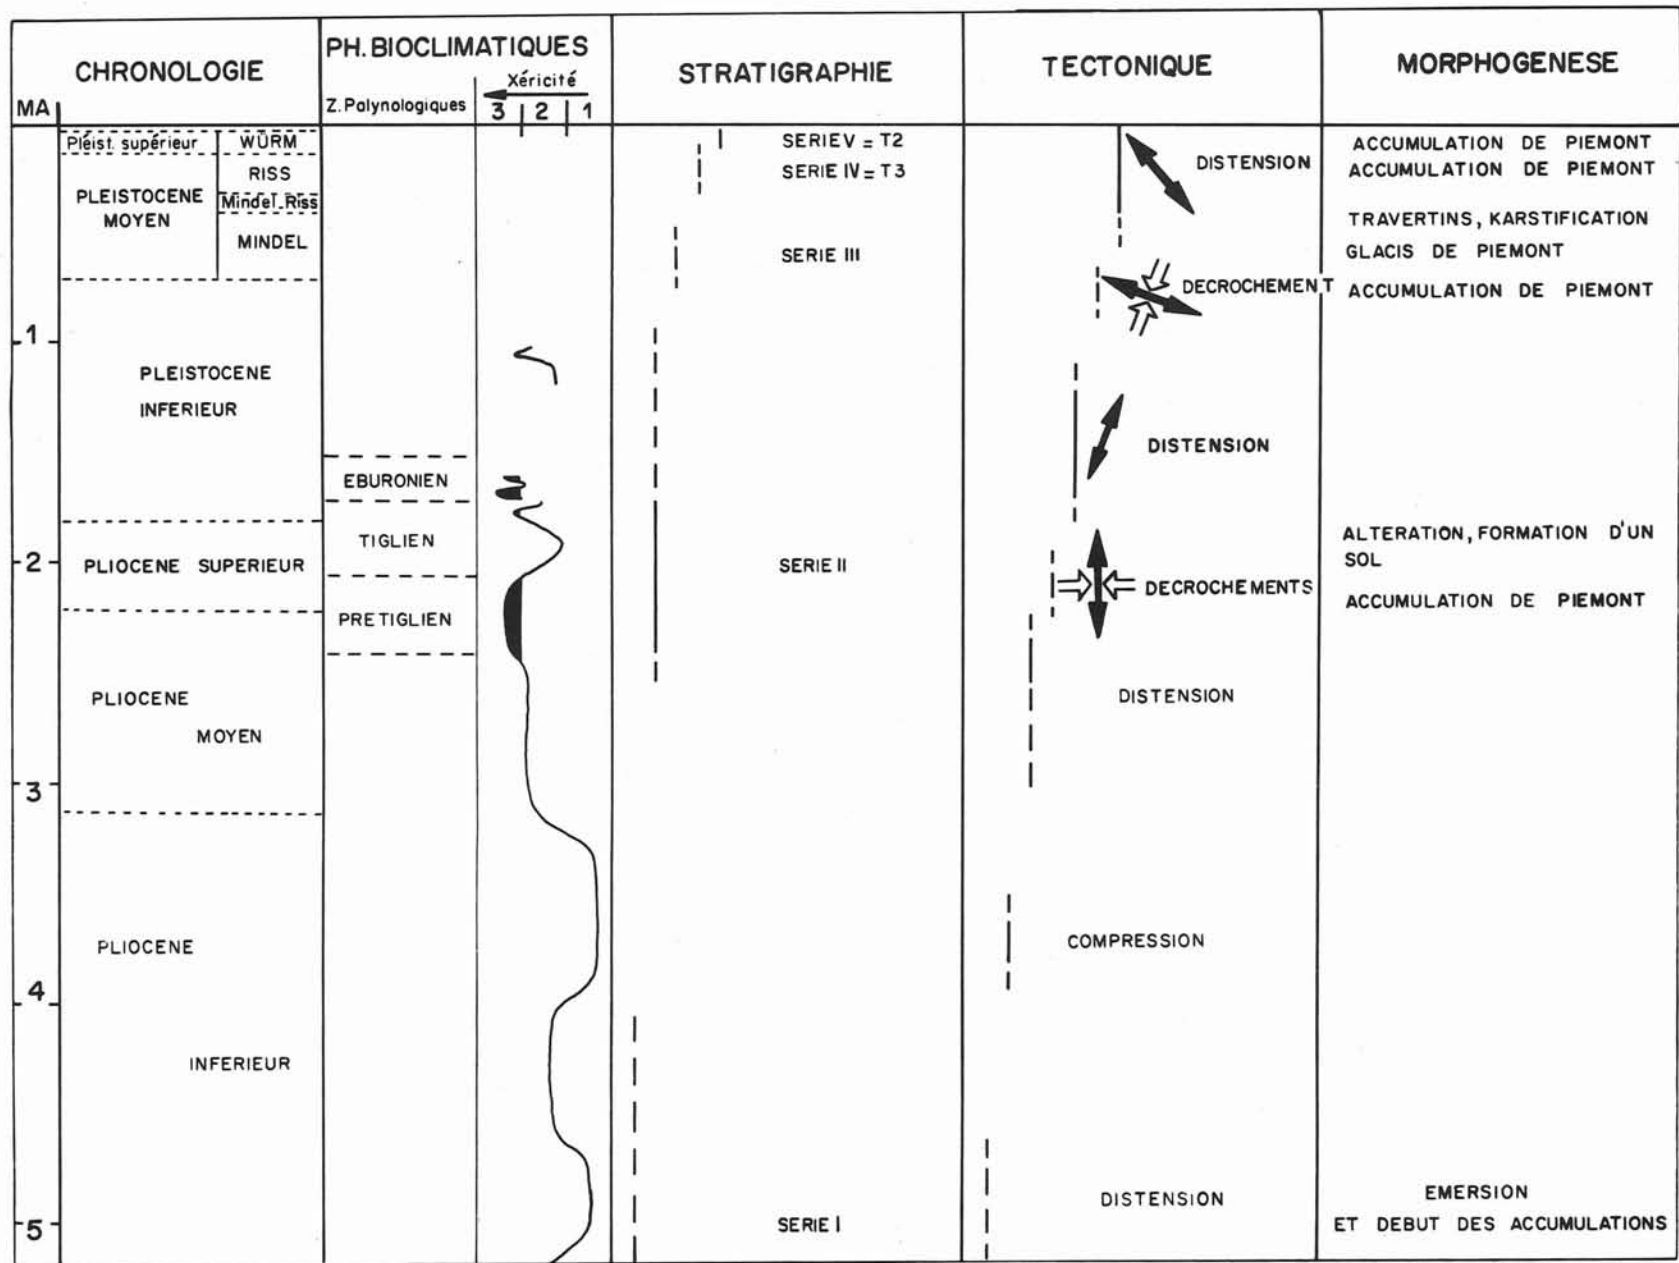 CHRONOLOGIE
PH. BIOCLIMATIQUES
STRATIGRAPHIE
TECTONIQUE
MORPHOGENESE
MA
Z. Palynologiques
Xéricité
3 2 1
Pléist. supérieur
WÜRM
RISS
PLEISTOCENE
MOYEN
Mindel_Riss
MINDEL
1
PLEISTOCENE
INFERIEUR
2
PLIOCENE SUPERIEUR
PLIOCENE
MOYEN
3
PLIOCENE
4
INFERIEUR
5
EBURONIEN
TIGLIEN
PRETIGLIEN
SERIE V = T2
SERIE IV = T3
SERIE III
SERIE II
SERIE I
DISTENSION
DECROCHEMENT
DISTENSION
DECROCHEMENTS
DISTENSION
COMPRESSION
DISTENSION
ACCUMULATION DE PIEMONT
ACCUMULATION DE PIEMONT
TRAVERTINS, KARSTIFICATION
GLACIS DE PIEMONT
ACCUMULATION DE PIEMONT
ALTERATION, FORMATION D'UN
SOL
ACCUMULATION DE PIEMONT
EMERSION
ET DEBUT DES ACCUMULATIONS